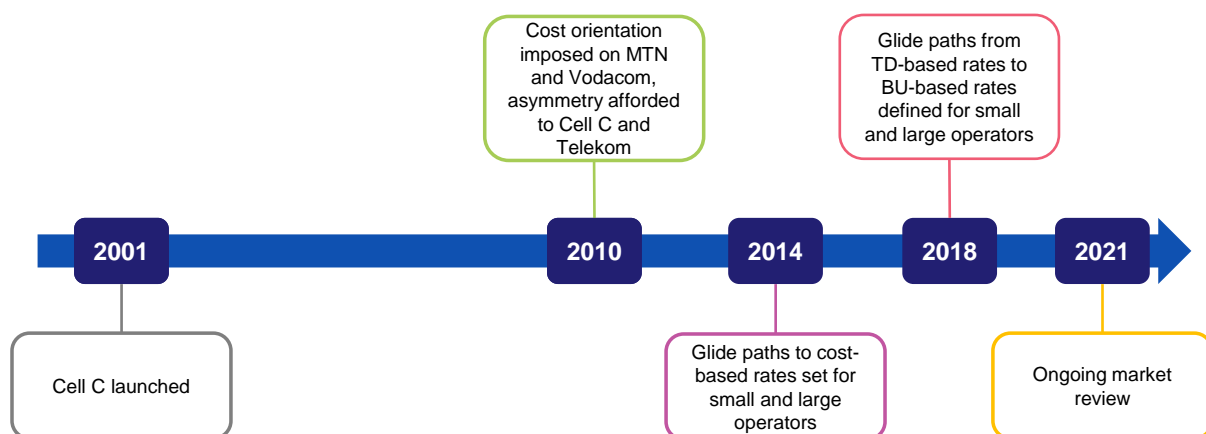 Cost orientation
imposed on MTN
and Vodacom,
asymmetry afforded
to Cell C and
Telekom
Glide paths from
TD-based rates to
BU-based rates
defined for small
and large operators
2001
2010
2014
2018
2021
Cell C launched
Glide paths to cost-
based rates set for
small and large
operators
Ongoing market
review